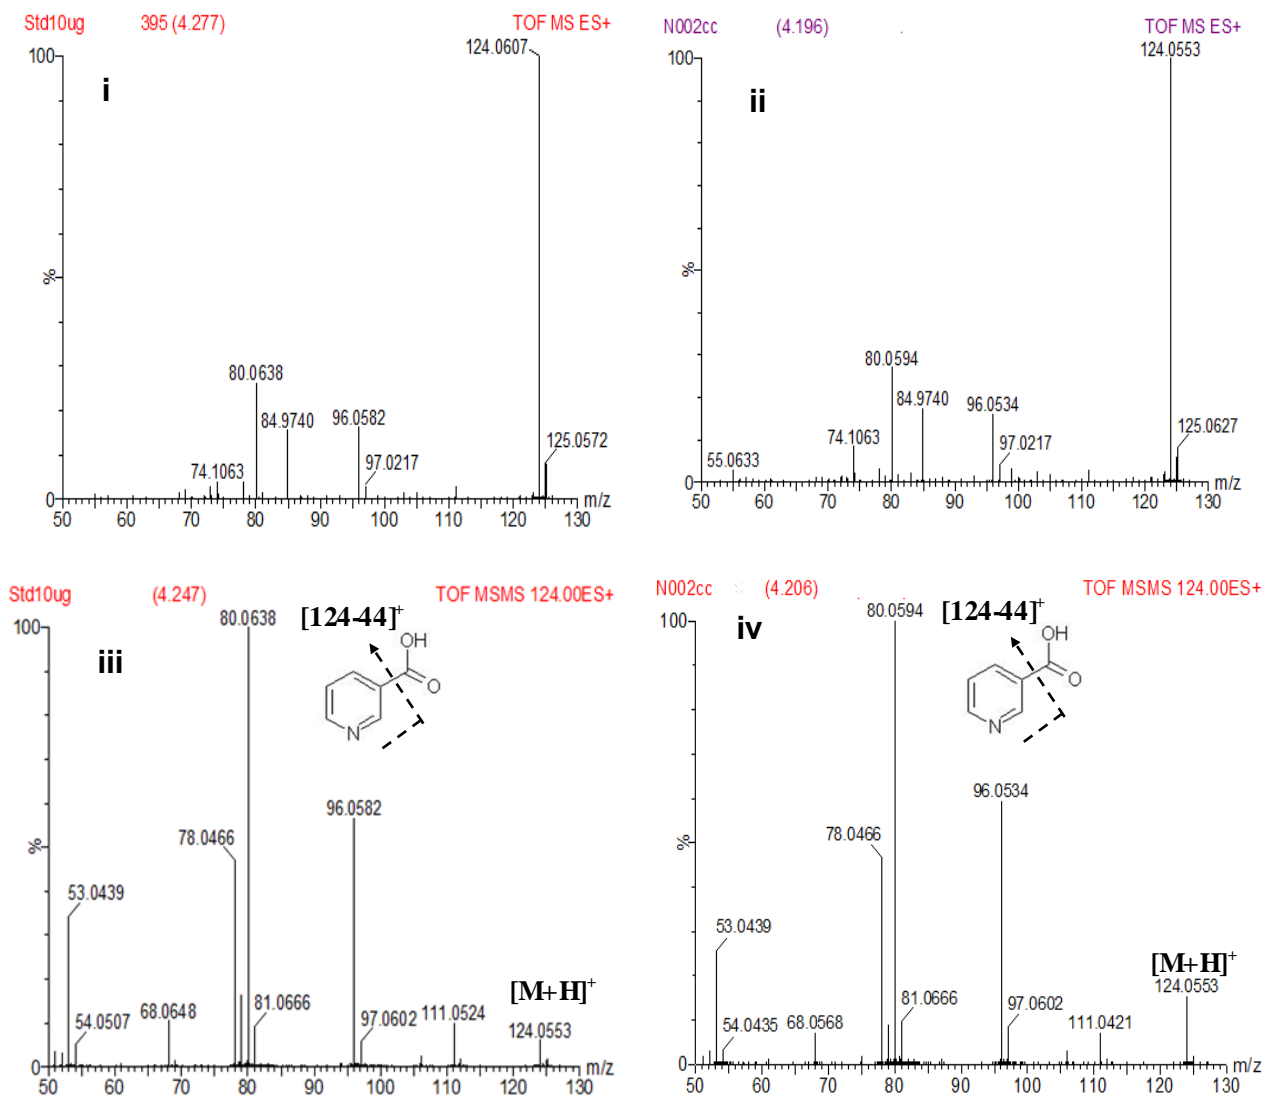 Std10ug 395 (4.277) TOF MS ES+
124.0607
100
i
%
80.0638
84.9740
96.0582
74.1063
97.0217
125.0572
0
m/z
50 60 70 80 90 100 110 120 130
N002cc (4.196) TOF MS ES+
124.0553
100
ii
%
80.0594
84.9740
96.0534
74.1063
97.0217
125.0627
55.0633
0
m/z
50 60 70 80 90 100 110 120 130
Std10ug (4.247) TOF MSMS 124.00ES+
80.0638
[124-44]+
100
iii
OH
O
N
96.0582
78.0466
%
53.0439
[M+H]+
81.0666
68.0648
54.0507
97.0602
111.0524
124.0553
0
m/z
50 60 70 80 90 100 110 120 130
N002cc (4.206) TOF MSMS 124.00ES+
80.0594
[124-44]+
100
iv
OH
O
N
96.0534
78.0466
%
53.0439
[M+H]+
124.0553
81.0666
97.0602
54.0435
68.0568
111.0421
0
m/z
50 60 70 80 90 100 110 120 130